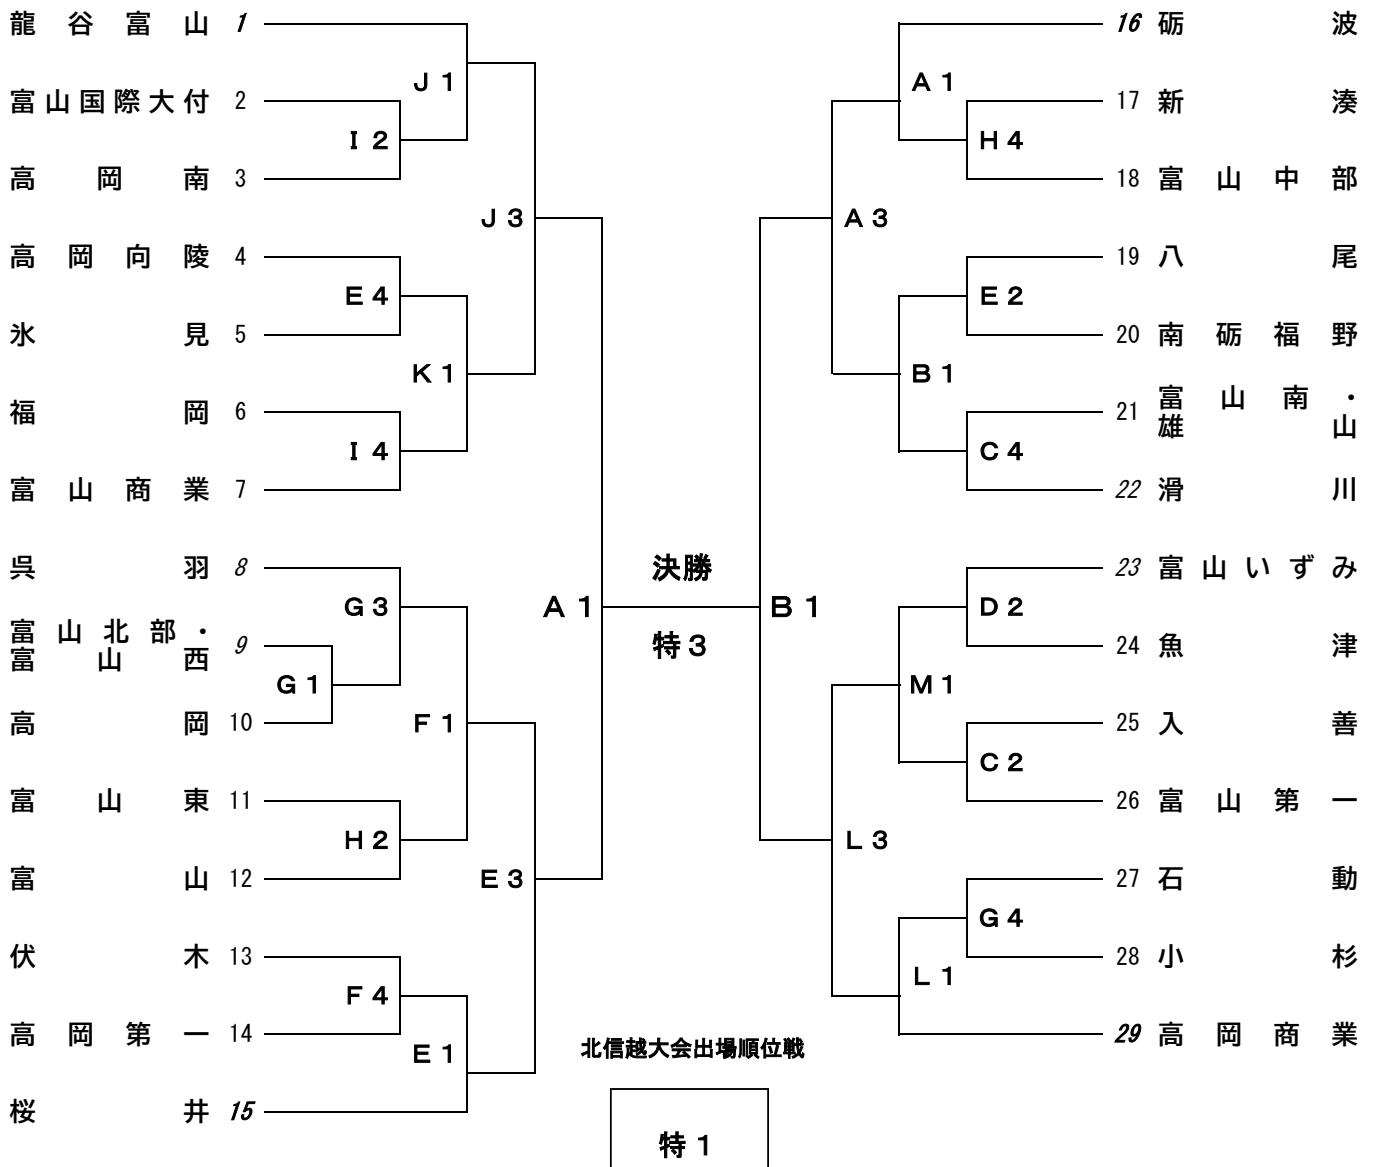 龍谷富山 1
J1
富山国際大付 2
I2
高岡南 3
J3
高岡向陵 4
E4
氷見 5
K1
福岡 6
I4
富山商業 7
呉羽 8
G3
富山北部・
富山西 9
G1
高岡 10
F1
富山東 11
H2
富山 12
E3
伏木 13
F4
高岡第一 14
E1
桜井 15
A1
決勝
特3
B1
16 砺波
A1
17 新湊
H4
18 富山中部
A3
19 八尾
E2
20 南砺福野
B1
21 富山南・
雄山
C4
22 滑川
23 富山いずみ
D2
24 魚津
M1
25 入善
C2
26 富山第一
L3
27 石動
G4
28 小杉
L1
29 高岡商業
北信越大会出場順位戦
特1